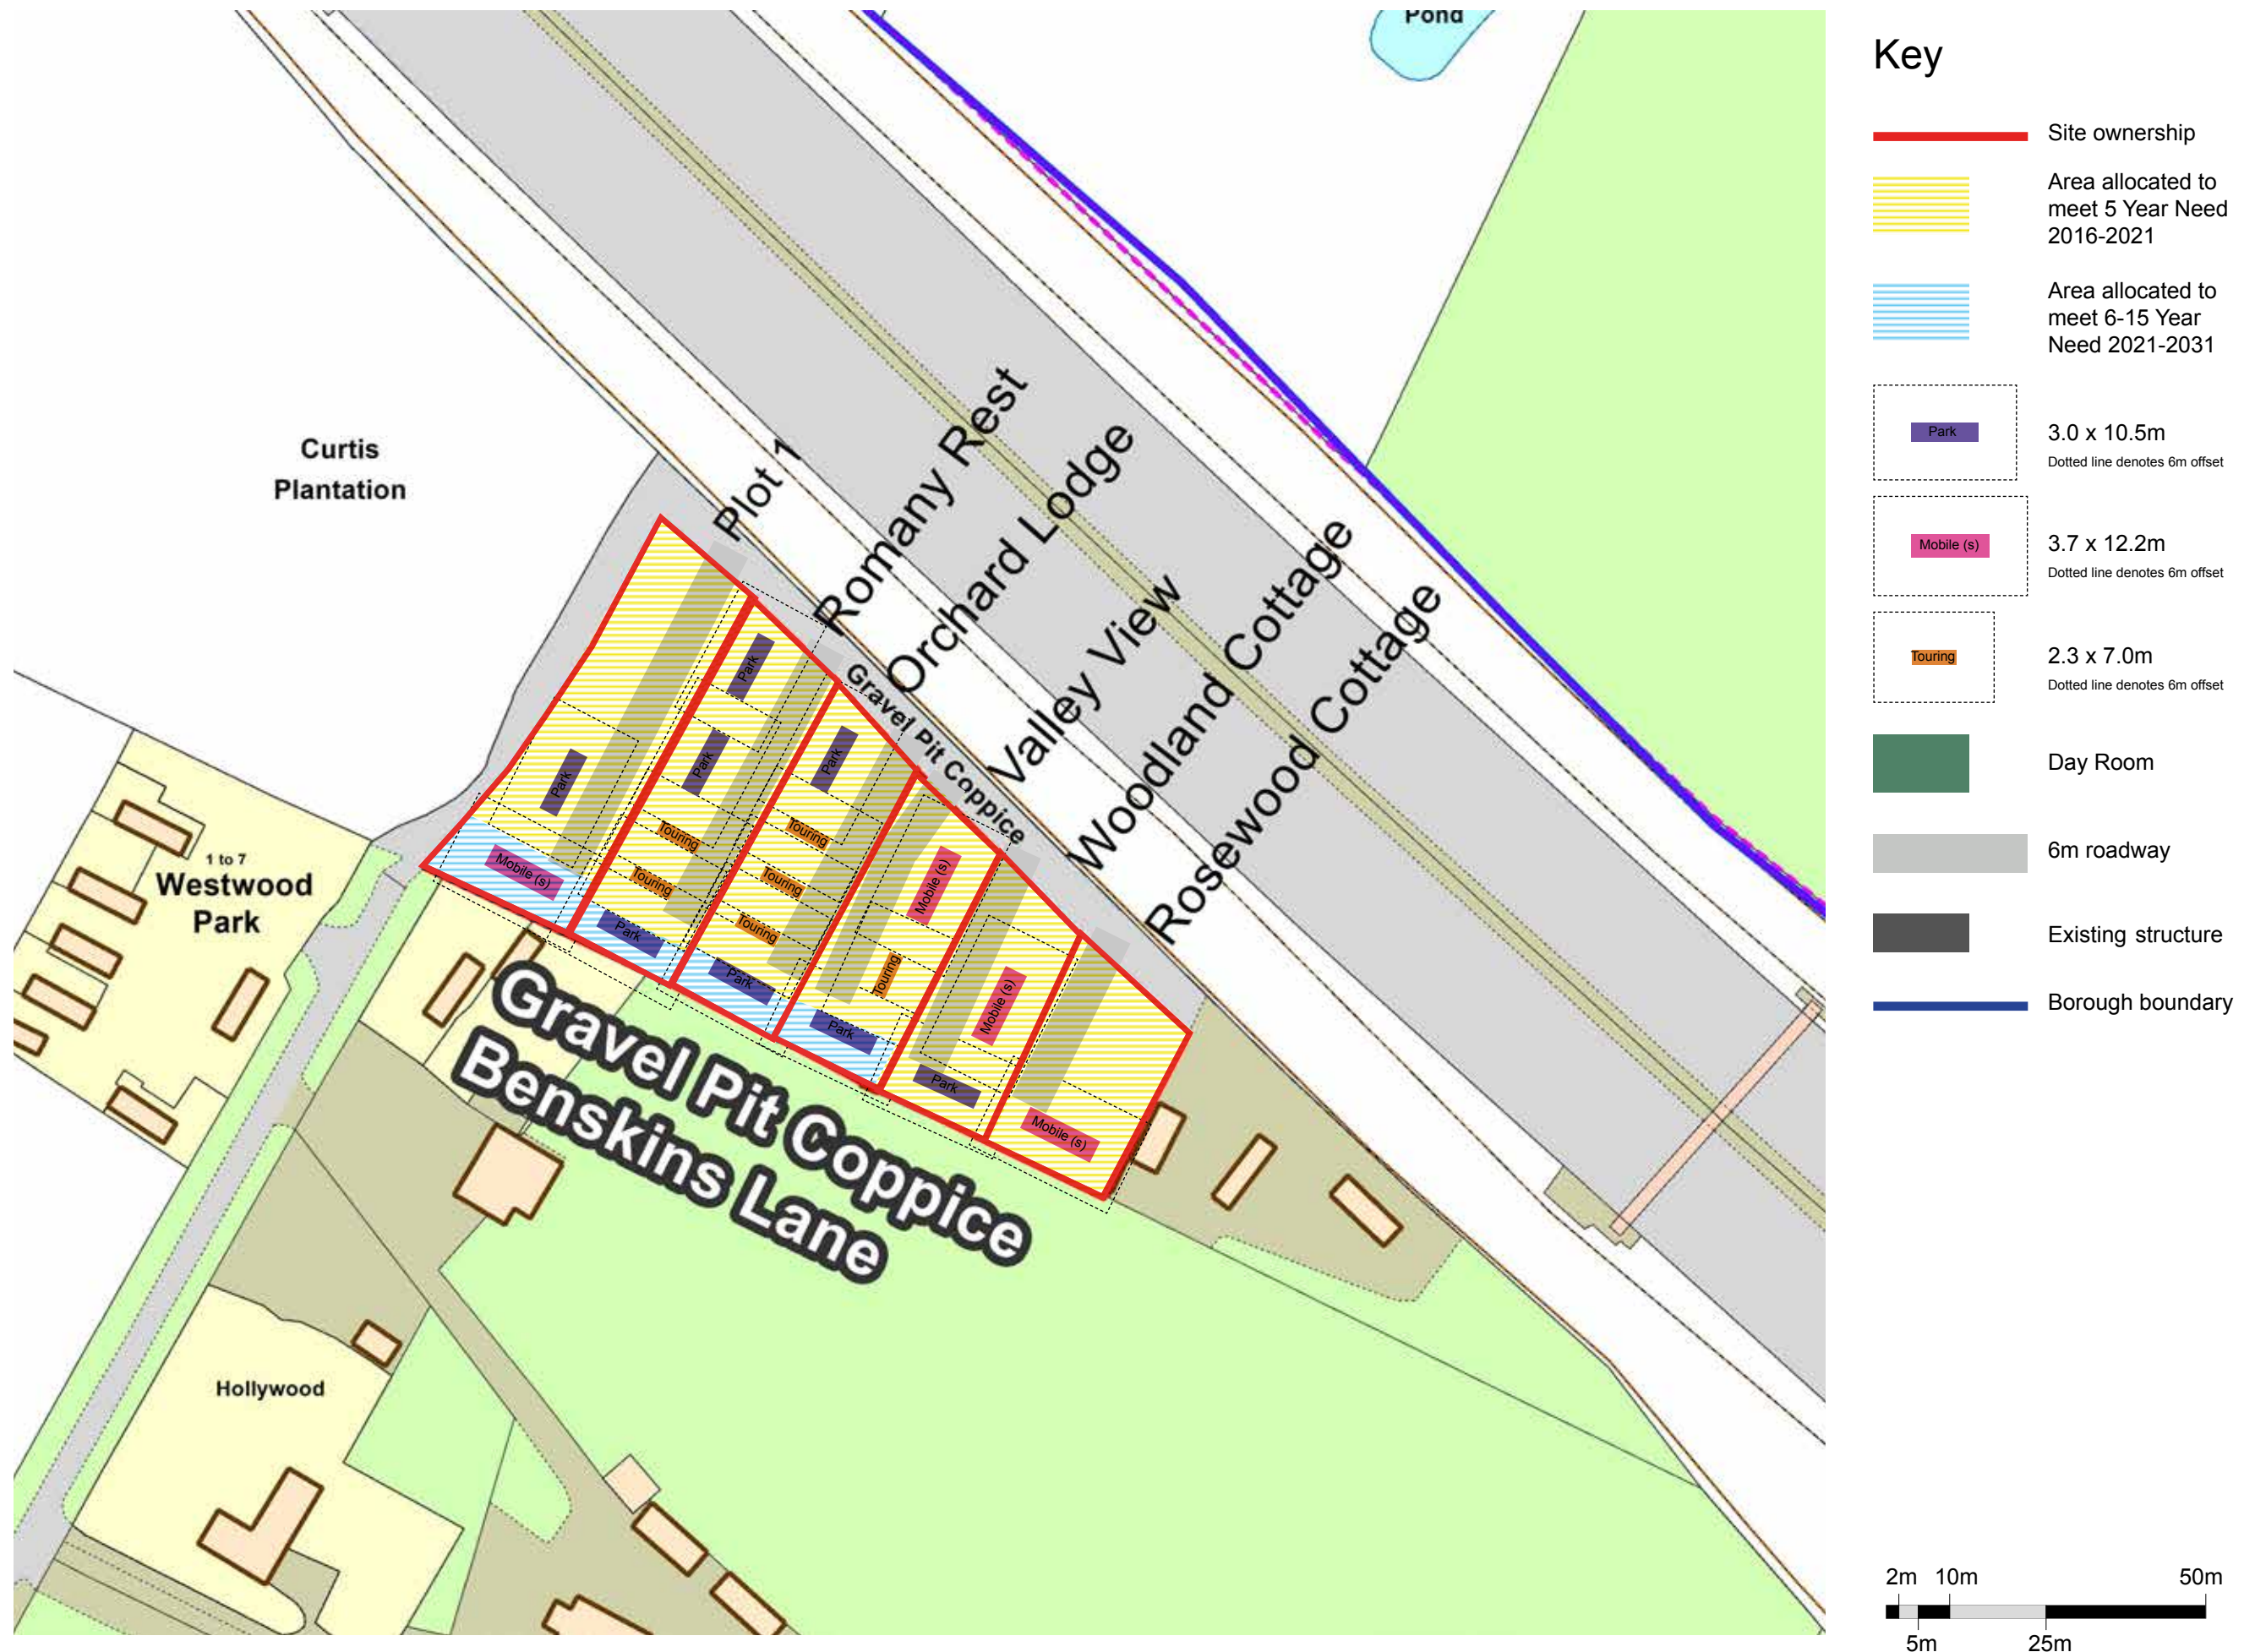 Pond
Curtis
Plantation
Plot 1
Romany Rest
Orchard Lodge
Valley View
Woodland Cottage
Rosewood Cottage
Gravel Pit Coppice
Park
Mobile (s)
Park
Park
Touring
Touring
Park
Park
Touring
Touring
Touring
Park
Mobile (s)
Touring
Park
Mobile (s)
Park
Mobile (s)
1 to 7
Westwood
Park
Gravel Pit Coppice
Benskins Lane
Hollywood
Key
Site ownership
Area allocated to
meet 5 Year Need
2016-2021
Area allocated to
meet 6-15 Year
Need 2021-2031
Park
3.0 x 10.5m
Dotted line denotes 6m offset
Mobile (s)
3.7 x 12.2m
Dotted line denotes 6m offset
Touring
2.3 x 7.0m
Dotted line denotes 6m offset
Day Room
6m roadway
Existing structure
Borough boundary
2m 10m 50m
5m 25m